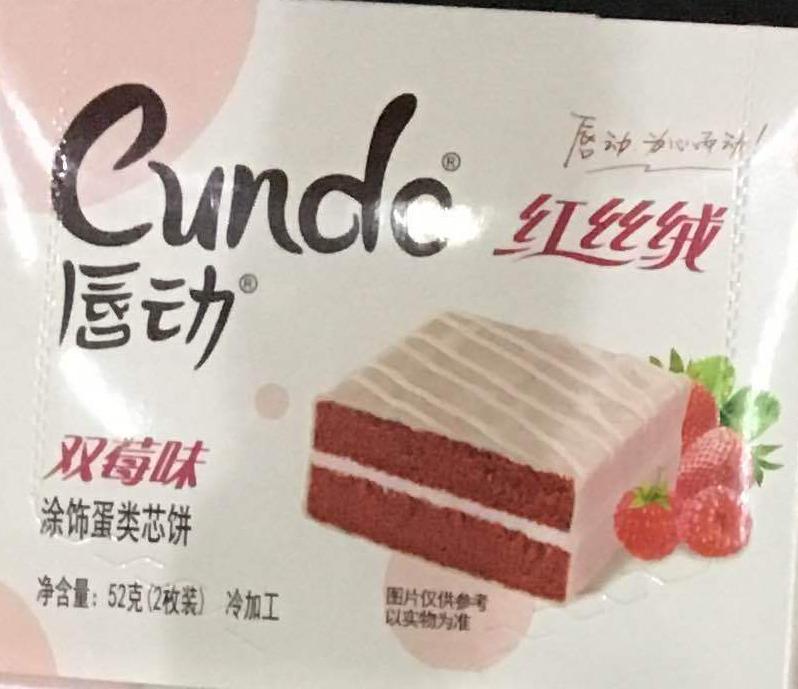 Cundo®
唇动 为心而动!
红丝绒
唇动®
双莓味
涂饰蛋类芯饼
净含量：52克(2枚装) 冷加工
图片仅供参考
以实物为准